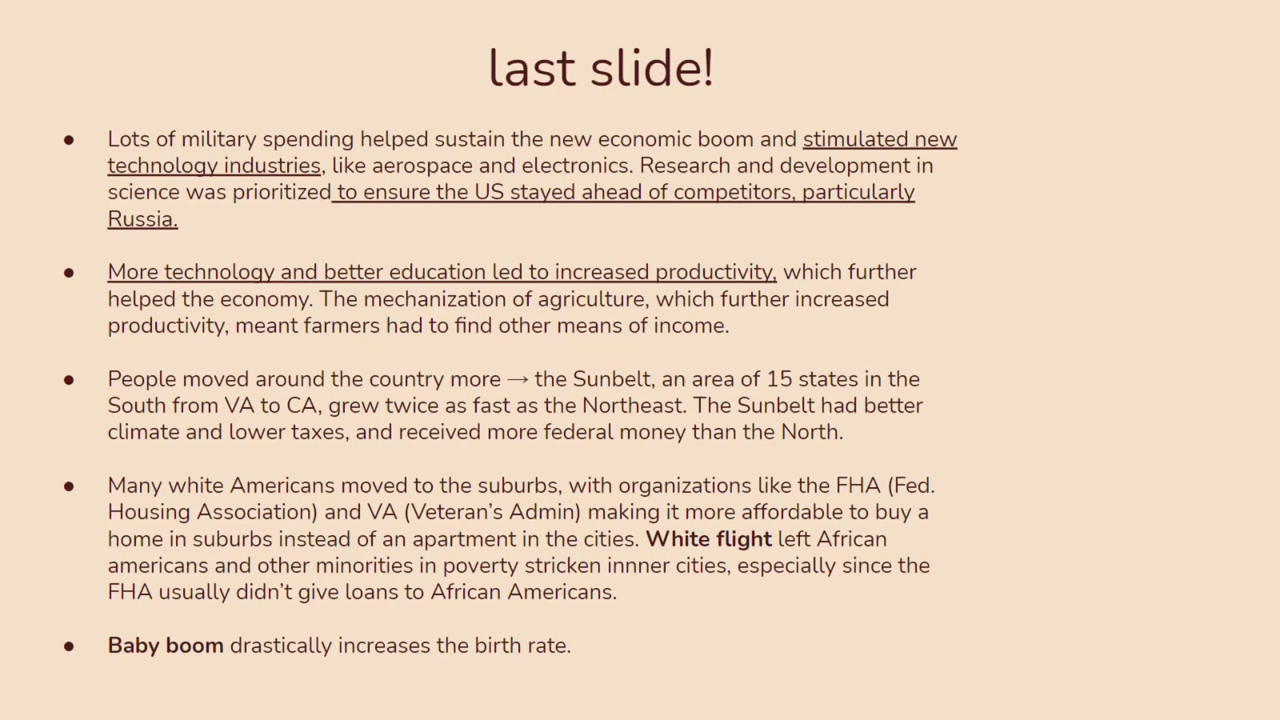 last slide!
● Lots of military spending helped sustain the new economic boom and stimulated new
technology industries, like aerospace and electronics. Research and development in
science was prioritized to ensure the US stayed ahead of competitors, particularly
Russia.
● More technology and better education led to increased productivity, which further
helped the economy. The mechanization of agriculture, which further increased
productivity, meant farmers had to find other means of income.
● People moved around the country more → the Sunbelt, an area of 15 states in the
South from VA to CA, grew twice as fast as the Northeast. The Sunbelt had better
climate and lower taxes, and received more federal money than the North.
● Many white Americans moved to the suburbs, with organizations like the FHA (Fed.
Housing Association) and VA (Veteran's Admin) making it more affordable to buy a
home in suburbs instead of an apartment in the cities. White flight left African
americans and other minorities in poverty stricken innner cities, especially since the
FHA usually didn't give loans to African Americans.
● Baby boom drastically increases the birth rate.